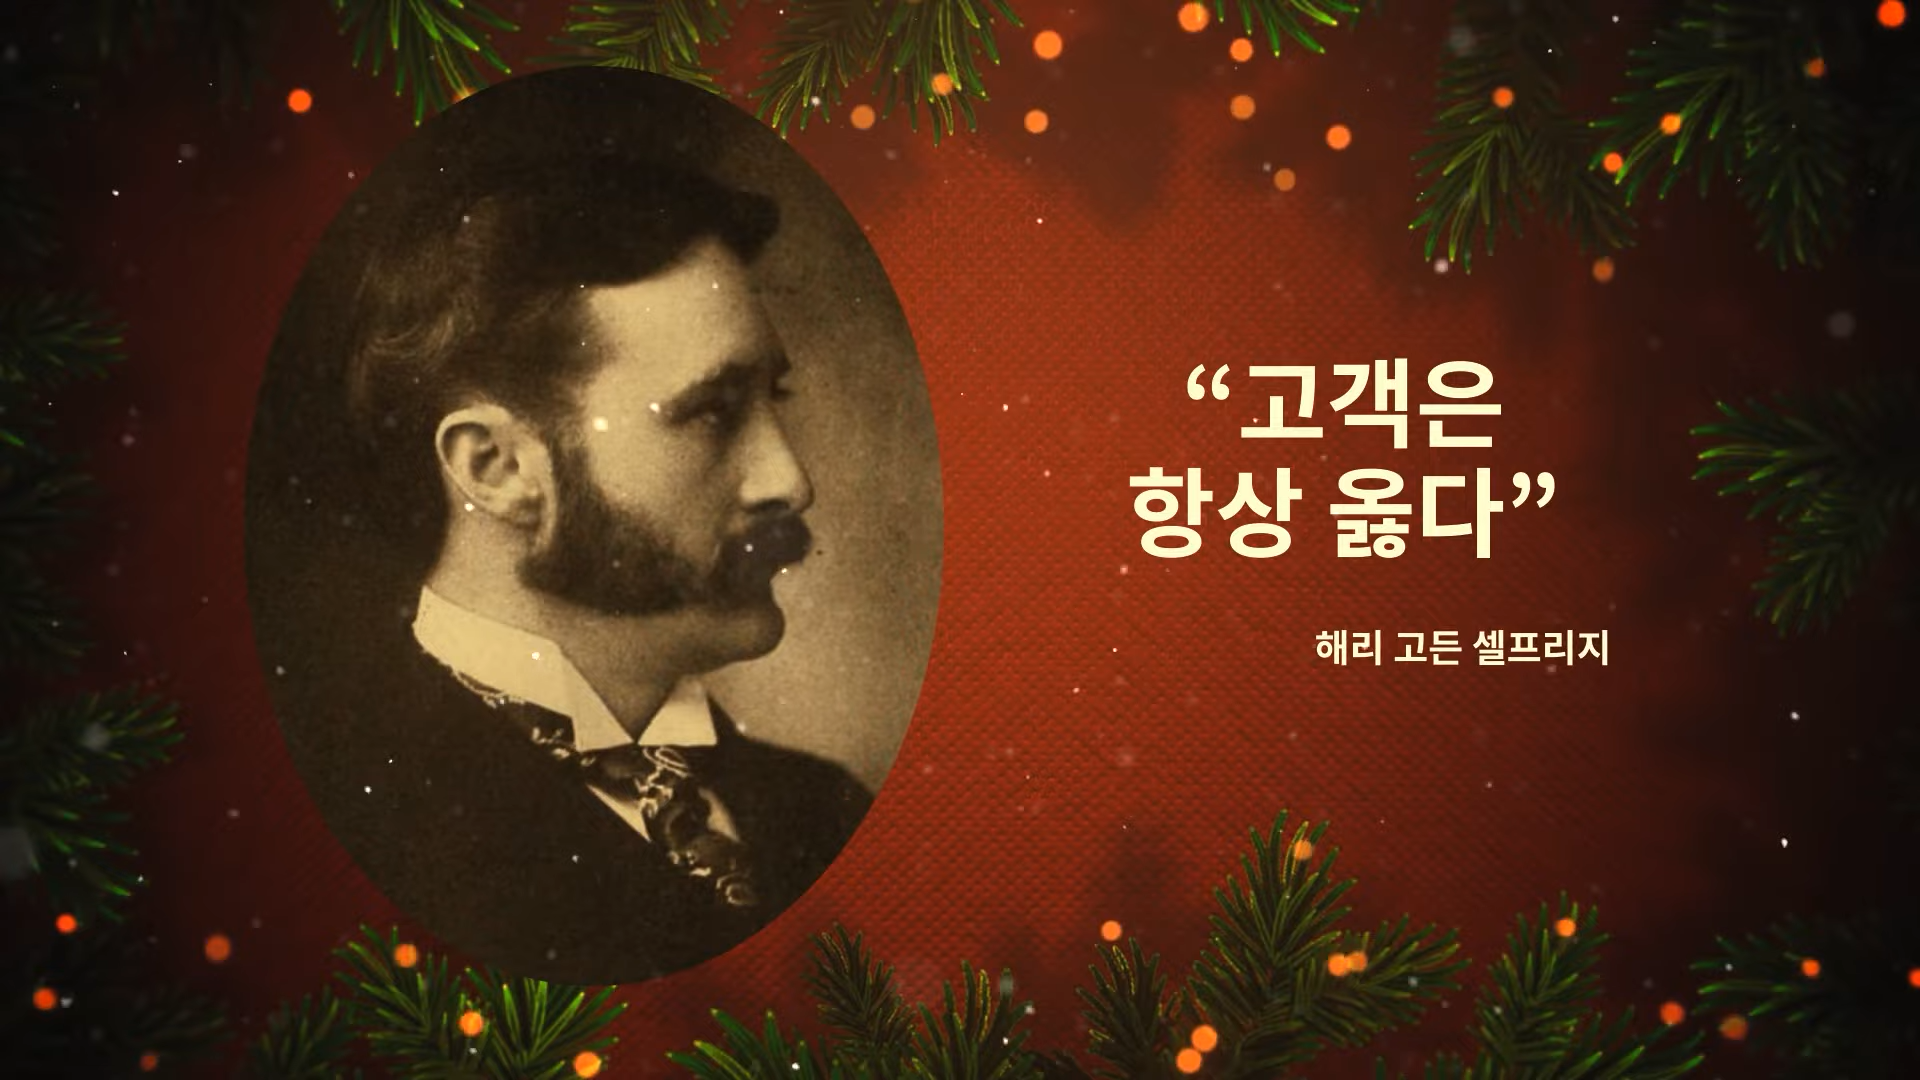 “고객은
항상 옳다”
해리 고든 셀프리지